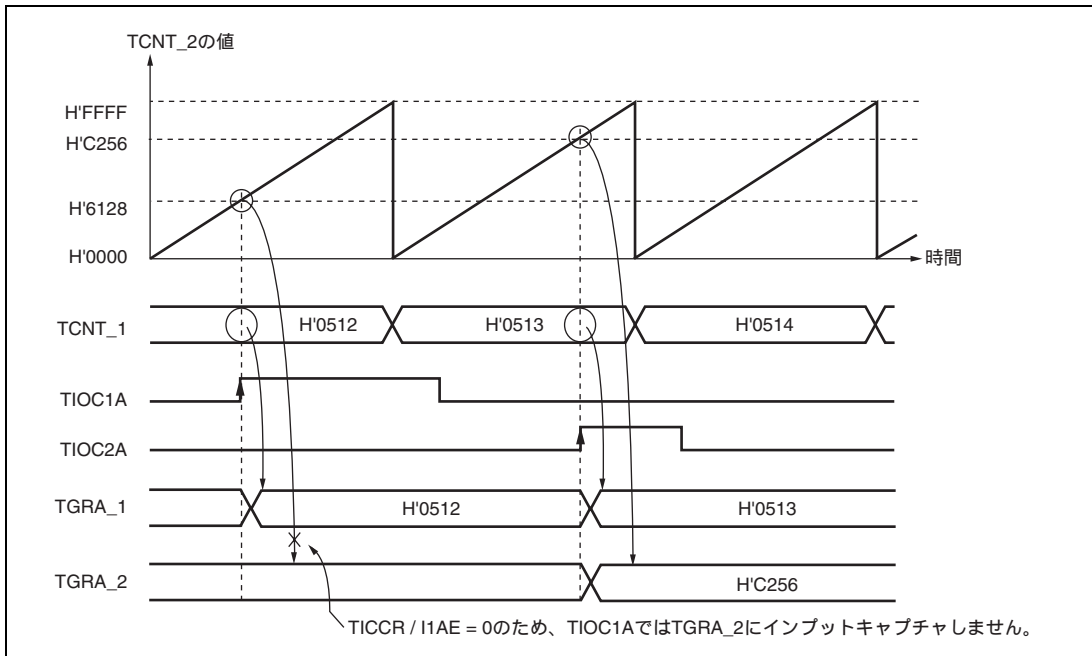 TCNT_2の値
H'FFFF
H'C256
H'6128
H'0000
時間
TCNT_1
H'0512
H'0513
H'0514
TIOC1A
TIOC2A
TGRA_1
H'0512
H'0513
TGRA_2
H'C256
TICCR / I1AE = 0のため、TIOC1AではTGRA_2にインプットキャプチャしません。